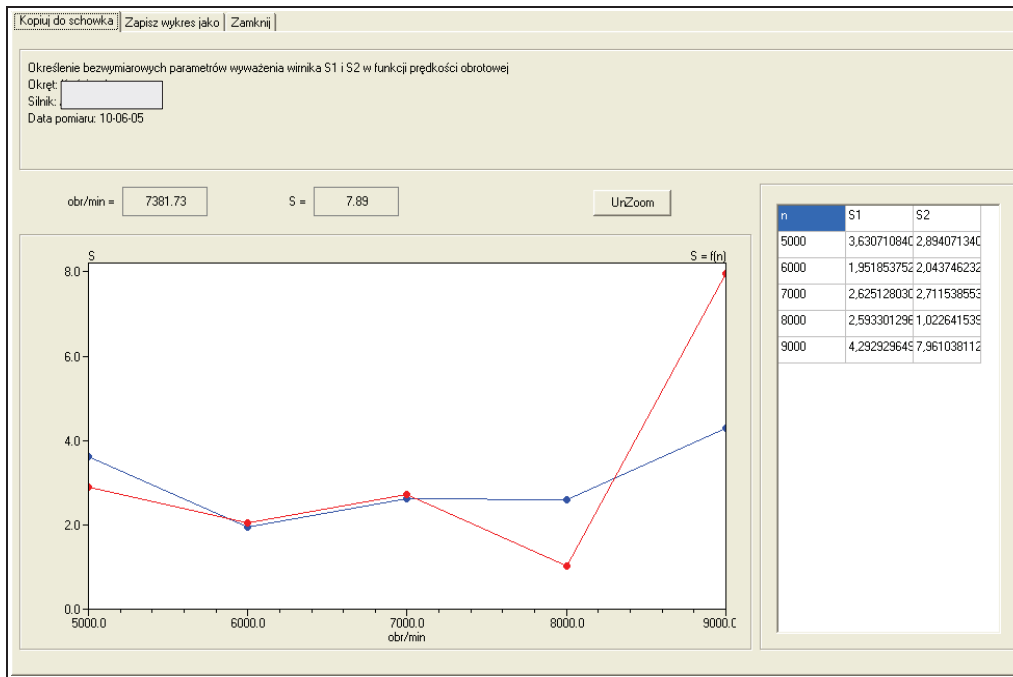 Kopiuj do schowka Zapisz wykres jako Zamknij
Określenie bezwymiarowych parametrów wyważenia wirnika S1 i S2 w funkcji prędkości obrotowej
Okręt:
Silnik:
Data pomiaru: 10-06-05
obr/min = 7381.73 S = 7.89 UnZoom
n S1 S2
5000 3,630710840 2,894071340
6000 1,951853752 2,043746232
7000 2,625128030 2,711538553
8000 2,593301296 1,022641539
9000 4,292929649 7,961038112
S S = f(n)
8.0
6.0
4.0
2.0
0.0
5000.0 6000.0 7000.0 8000.0 9000.0
obr/min